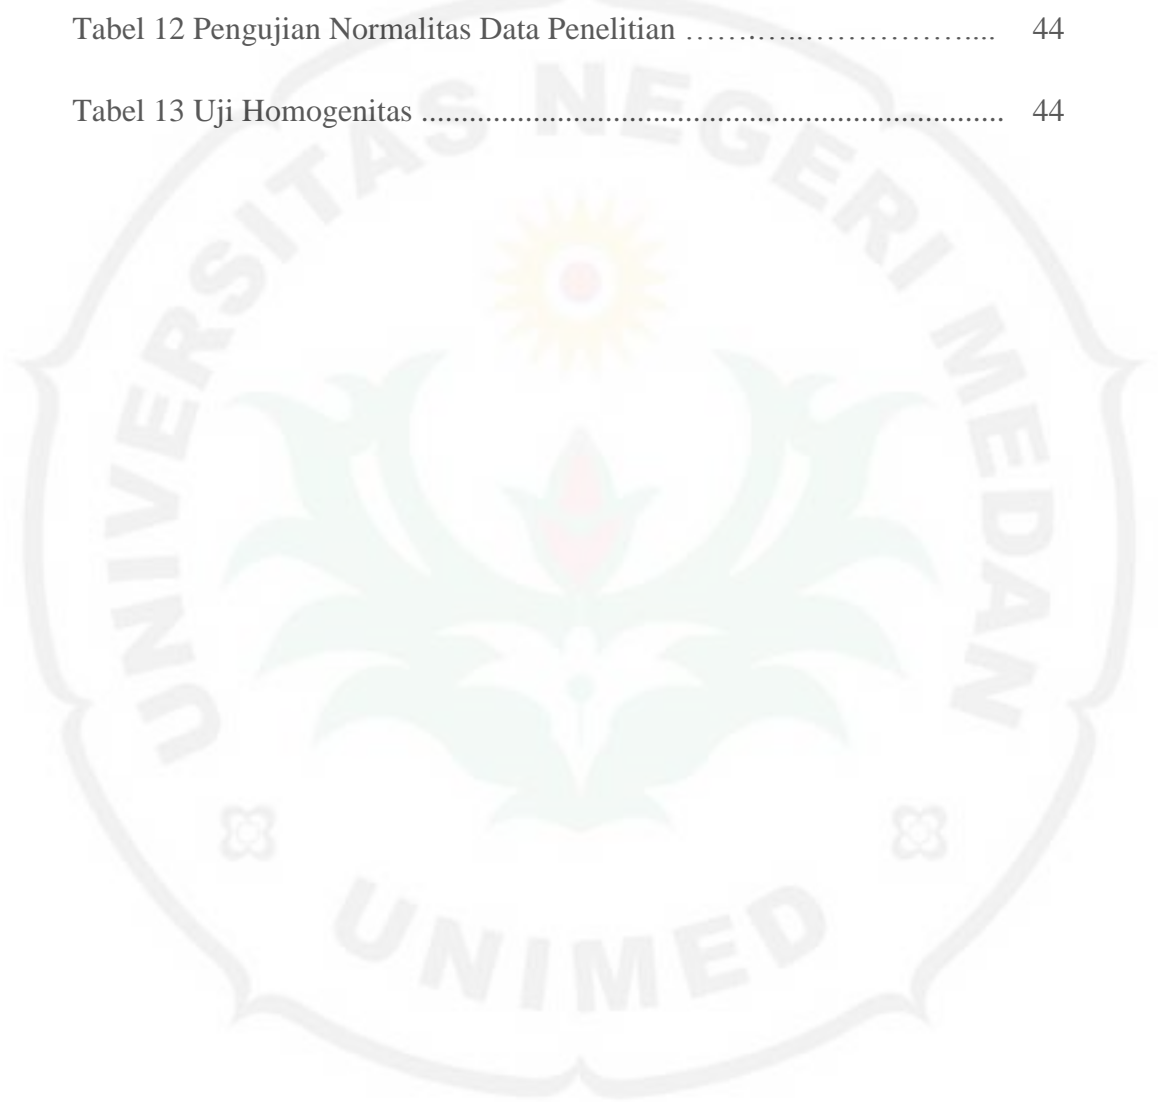 Tabel 12 Pengujian Normalitas Data Penelitian …….…..……………....   44
Tabel 13 Uji Homogenitas .........................................................................   44
UNIVERSITAS NEGERI MEDAN
UNIMED